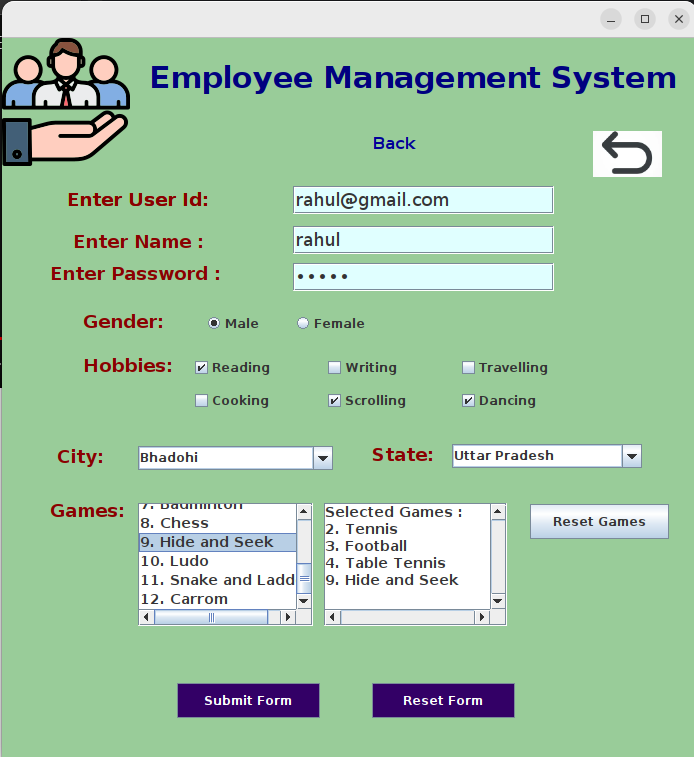 Employee Management System
Back
Enter User Id: rahul@gmail.com
Enter Name : rahul
Enter Password : •••••
Gender: Male Female
Hobbies: Reading Writing Travelling
Cooking Scrolling Dancing
City: Bhadohi State: Uttar Pradesh
Games:
7. Badminton
8. Chess
9. Hide and Seek
10. Ludo
11. Snake and Ladd
12. Carrom
Selected Games :
2. Tennis
3. Football
4. Table Tennis
9. Hide and Seek
Reset Games
Submit Form Reset Form